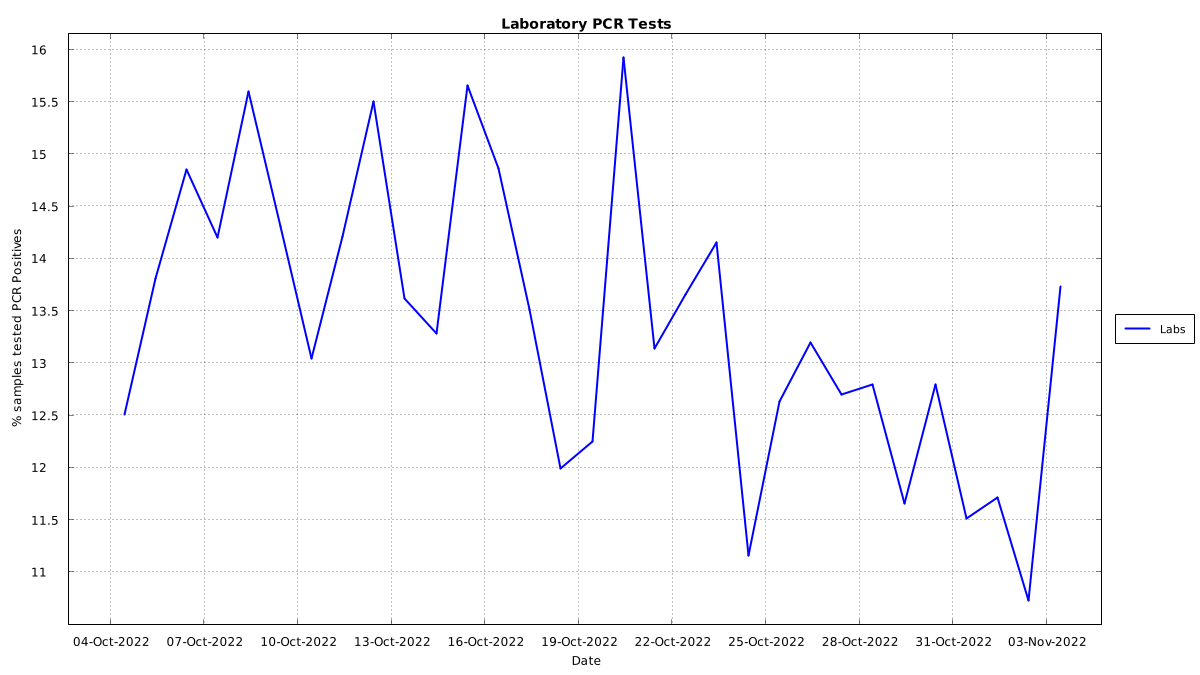 Laboratory PCR Tests
% samples tested PCR Positives
16
15.5
15
14.5
14
13.5
13
12.5
12
11.5
11
04-Oct-2022 07-Oct-2022 10-Oct-2022 13-Oct-2022 16-Oct-2022 19-Oct-2022 22-Oct-2022 25-Oct-2022 28-Oct-2022 31-Oct-2022 03-Nov-2022
Date
Labs